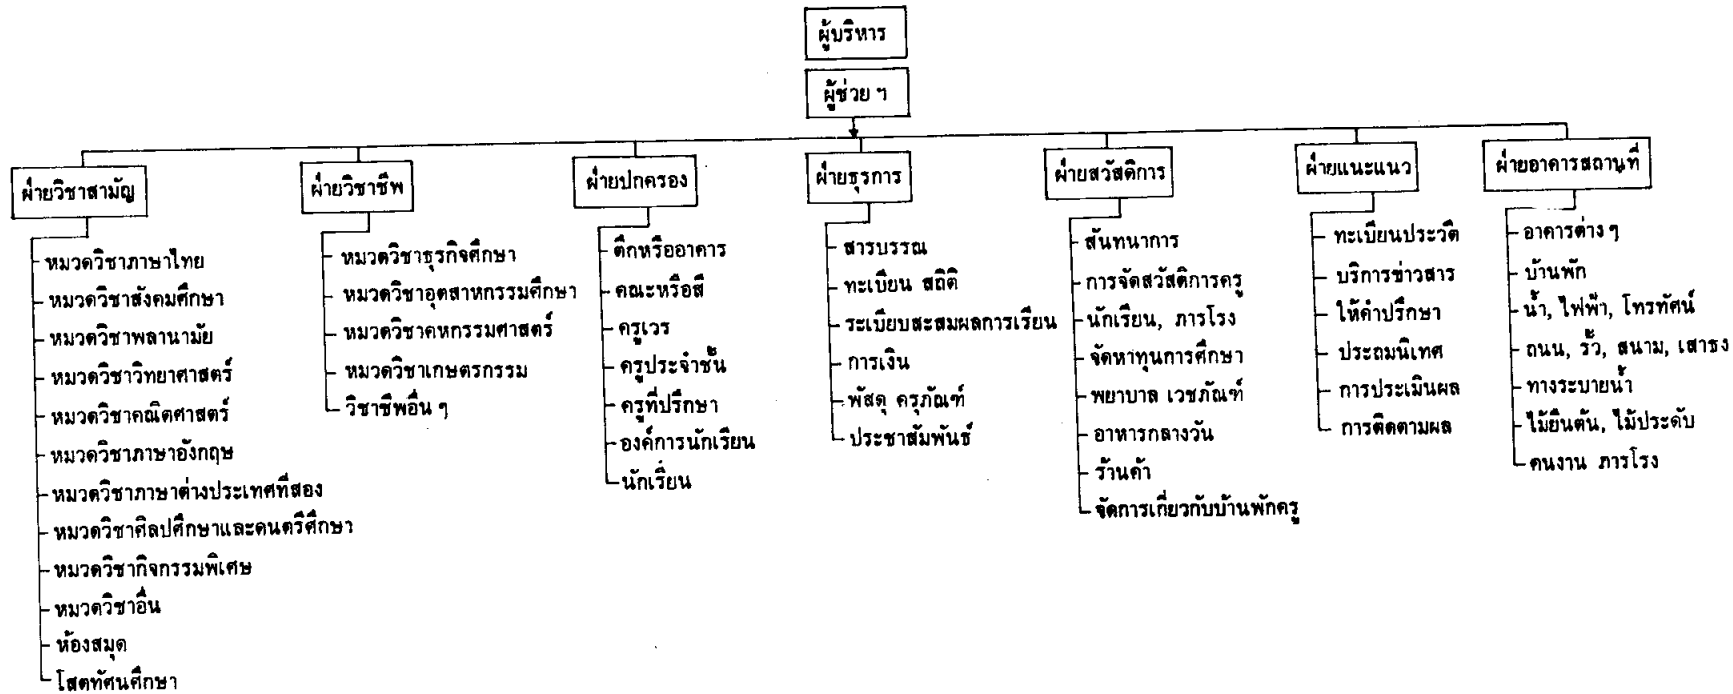 ผู้บริหาร
ผู้ช่วย ฯ
ฝ่ายวิชาสามัญ
หมวดวิชาภาษาไทย
หมวดวิชาสังคมศึกษา
หมวดวิชาพลานามัย
หมวดวิชาวิทยาศาสตร์
หมวดวิชาคณิตศาสตร์
หมวดวิชาภาษาอังกฤษ
หมวดวิชาภาษาต่างประเทศที่สอง
หมวดวิชาศิลปศึกษาและดนตรีศึกษา
หมวดวิชากิจกรรมพิเศษ
หมวดวิชาอื่น
ห้องสมุด
โสตทัศนศึกษา
ฝ่ายวิชาชีพ
หมวดวิชาธุรกิจศึกษา
หมวดวิชาอุตสาหกรรมศึกษา
หมวดวิชาคหกรรมศาสตร์
หมวดวิชาเกษตรกรรม
วิชาชีพอื่น ๆ
ฝ่ายปกครอง
ตึกหรืออาคาร
คณะหรือสี
ครูเวร
ครูประจำชั้น
ครูที่ปรึกษา
องค์การนักเรียน
นักเรียน
ฝ่ายธุรการ
สารบรรณ
ทะเบียน สถิติ
ระเบียบสะสมผลการเรียน
การเงิน
พัสดุ ครุภัณฑ์
ประชาสัมพันธ์
ฝ่ายสวัสดิการ
สันทนาการ
การจัดสวัสดิการครู
นักเรียน, ภารโรง
จัดหาทุนการศึกษา
พยาบาล เวชภัณฑ์
อาหารกลางวัน
ร้านค้า
จัดการเกี่ยวกับบ้านพักครู
ฝ่ายแนะแนว
ทะเบียนประวัติ
บริการข่าวสาร
ให้คำปรึกษา
ประถมนิเทศ
การประเมินผล
การติดตามผล
ฝ่ายอาคารสถานที่
อาคารต่าง ๆ
บ้านพัก
น้ำ, ไฟฟ้า, โทรทัศน์
ถนน, รั้ว, สนาม, เสาธง
ทางระบายน้ำ
ไม้ยืนต้น, ไม้ประดับ
คนงาน ภารโรง